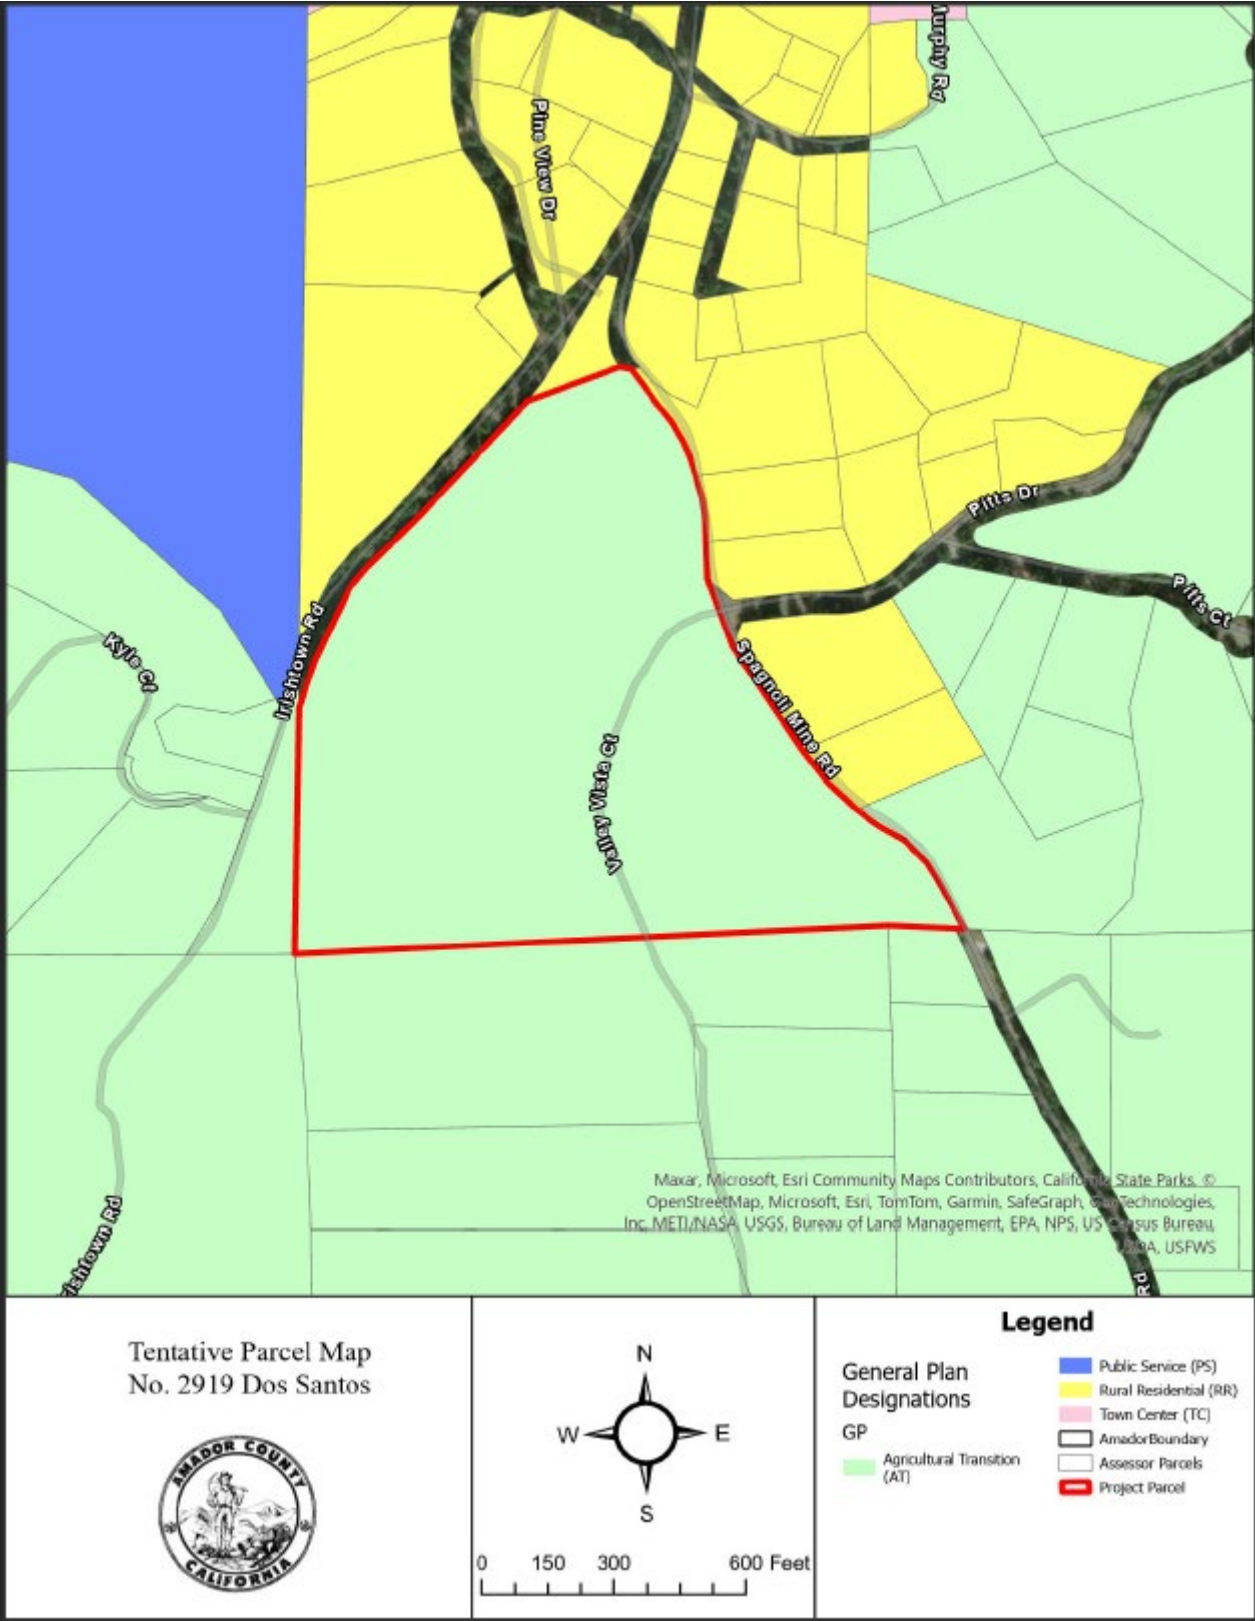 Murphy Rd
Pine View Dr
Pitts Dr
Pitts Ct
Irishtown Rd
Kyle Ct
Spagnoli Mine Rd
Valley Vista Ct
Maxar, Microsoft, Esri Community Maps Contributors, California State Parks, ©
OpenStreetMap, Microsoft, Esri, TomTom, Garmin, SafeGraph, GeoTechnologies,
Inc, METI/NASA, USGS, Bureau of Land Management, EPA, NPS, US Census Bureau,
USDA, USFWS
Irishtown Rd
Rd
Tentative Parcel Map
No. 2919 Dos Santos
AMADOR COUNTY
CALIFORNIA
N
W E
S
0 150 300 600 Feet
Legend
General Plan
Designations
GP
Agricultural Transition
(AT)
Public Service (PS)
Rural Residential (RR)
Town Center (TC)
AmadorBoundary
Assessor Parcels
Project Parcel